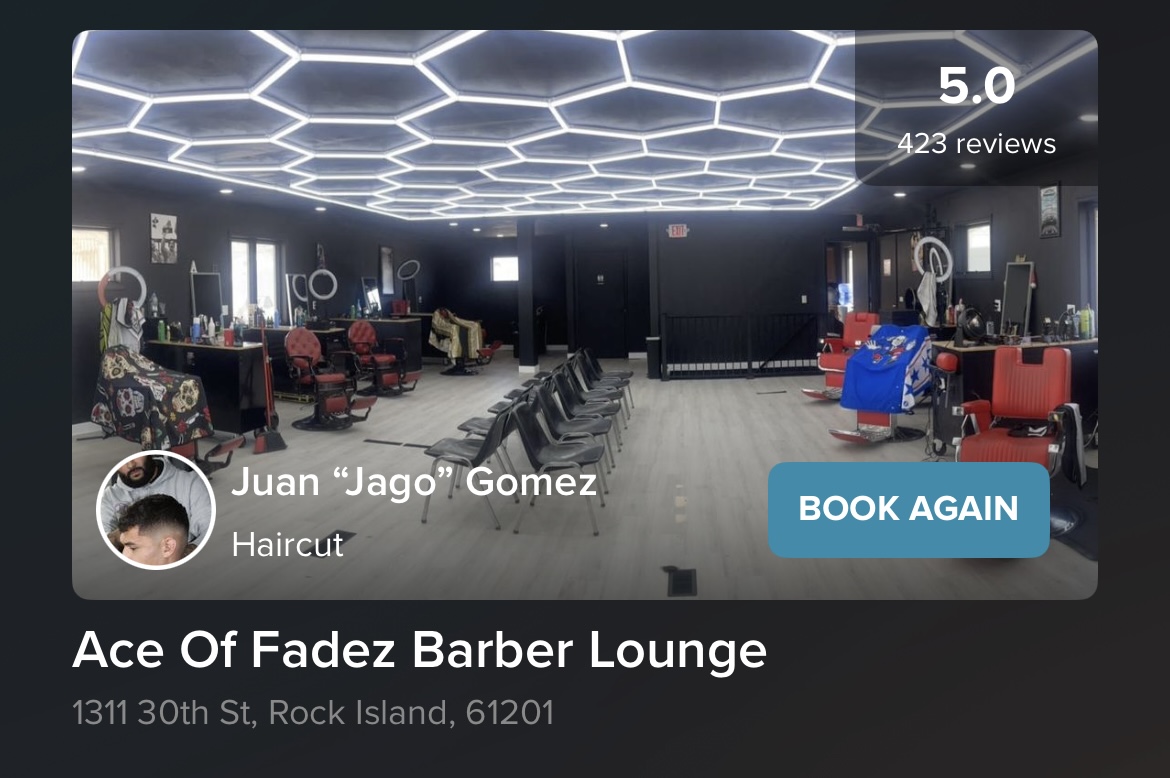 5.0
423 reviews
EXIT
Juan “Jago” Gomez
Haircut
BOOK AGAIN
Ace Of Fadez Barber Lounge
1311 30th St, Rock Island, 61201